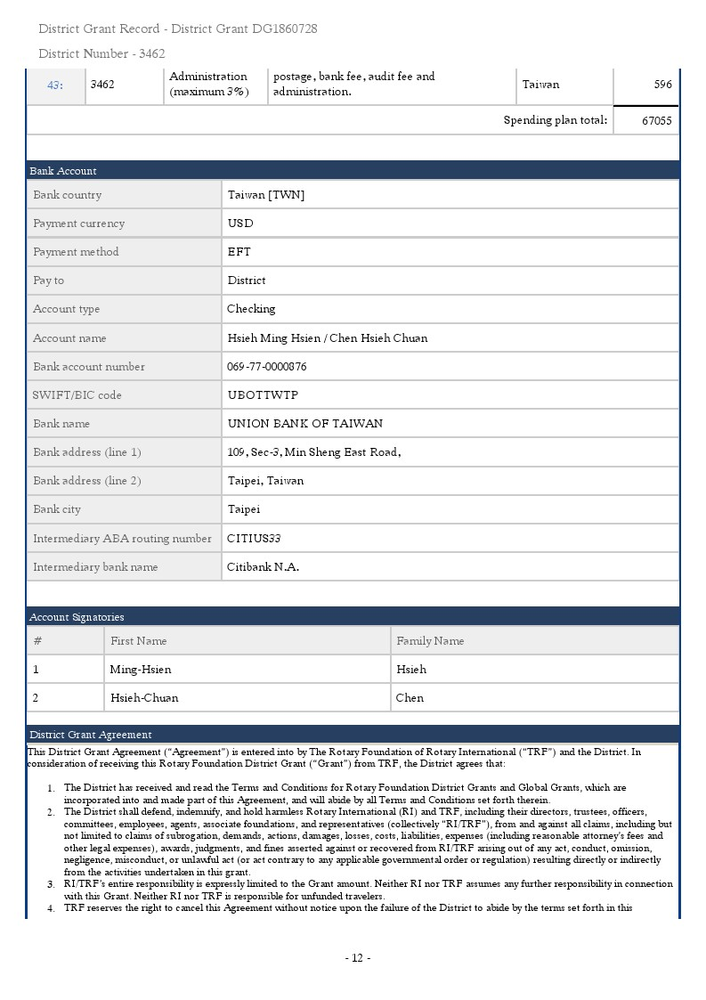 District Grant Record - District Grant DG1860728
District Number - 3462
43: 3462 Administration (maximum 3%) postage, bank fee, audit fee and administration. Taiwan 596
Spending plan total: 67055
Bank Account
Bank country Taiwan [TWN]
Payment currency USD
Payment method EFT
Pay to District
Account type Checking
Account name Hsieh Ming Hsien / Chen Hsieh Chuan
Bank account number 069-77-0000876
SWIFT/BIC code UBOTTWTP
Bank name UNION BANK OF TAIWAN
Bank address (line 1) 109, Sec-3, Min Sheng East Road,
Bank address (line 2) Taipei, Taiwan
Bank city Taipei
Intermediary ABA routing number CITIUS33
Intermediary bank name Citibank N.A.
Account Signatories
# First Name Family Name
1 Ming-Hsien Hsieh
2 Hsieh-Chuan Chen
District Grant Agreement
This District Grant Agreement (“Agreement”) is entered into by The Rotary Foundation of Rotary International (“TRF”) and the District. In
consideration of receiving this Rotary Foundation District Grant (“Grant”) from TRF, the District agrees that:
1. The District has received and read the Terms and Conditions for Rotary Foundation District Grants and Global Grants, which are
incorporated into and made part of this Agreement, and will abide by all Terms and Conditions set forth therein.
2. The District shall defend, indemnify, and hold harmless Rotary International (RI) and TRF, including their directors, trustees, officers,
committees, employees, agents, associate foundations, and representatives (collectively “RI/TRF”), from and against all claims, including but
not limited to claims of subrogation, demands, actions, damages, losses, costs, liabilities, expenses (including reasonable attorney’s fees and
other legal expenses), awards, judgments, and fines asserted against or recovered from RI/TRF arising out of any act, conduct, omission,
negligence, misconduct, or unlawful act (or act contrary to any applicable governmental order or regulation) resulting directly or indirectly
from the activities undertaken in this grant.
3. RI/TRF’s entire responsibility is expressly limited to the Grant amount. Neither RI nor TRF assumes any further responsibility in connection
with this Grant. Neither RI nor TRF is responsible for unfunded travelers.
4. TRF reserves the right to cancel this Agreement without notice upon the failure of the District to abide by the terms set forth in this
- 12 -